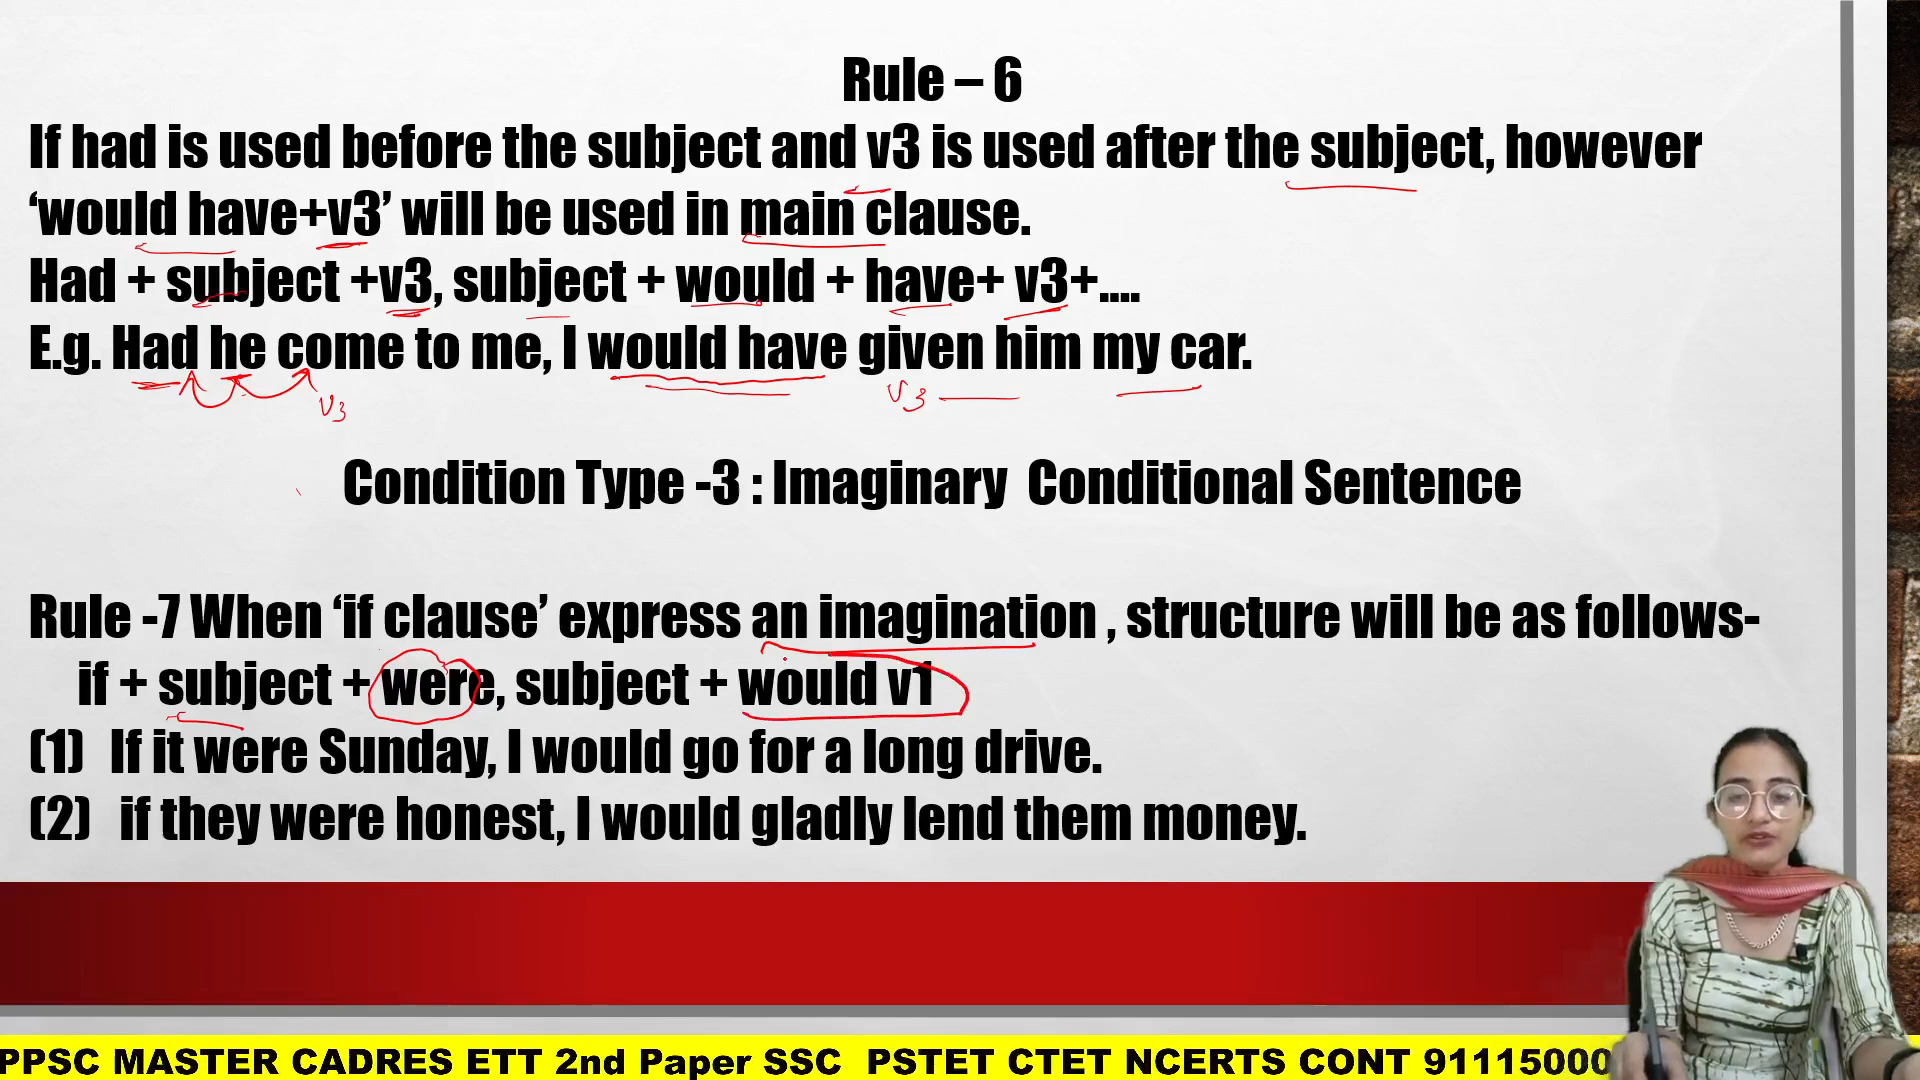 Rule – 6
If had is used before the subject and v3 is used after the subject, however
‘would have+v3’ will be used in main clause.
Had + subject +v3, subject + would + have+ v3+....
E.g. Had he come to me, I would have given him my car.
v3
v3
Condition Type -3 : Imaginary Conditional Sentence
Rule -7 When ‘if clause’ express an imagination , structure will be as follows-
if + subject + were, subject + would v1
(1) If it were Sunday, I would go for a long drive.
(2) if they were honest, I would gladly lend them money.
PPSC MASTER CADRES ETT 2nd Paper SSC PSTET CTET NCERTS CONT 91115000